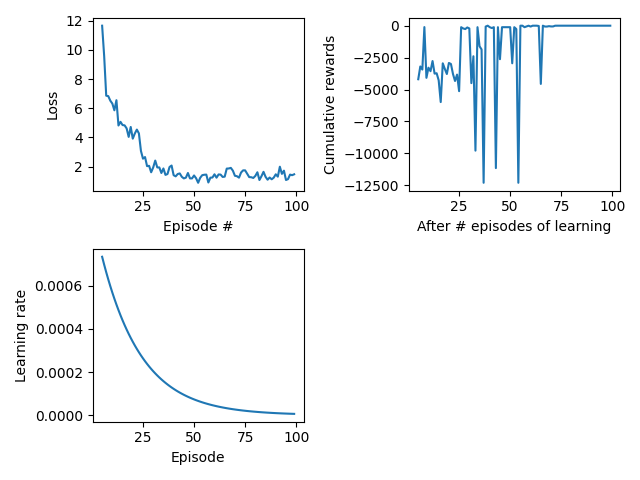 12
10
8
6
4
2
Loss
25 50 75 100
Episode #
0
−2500
−5000
−7500
−10000
−12500
Cumulative rewards
25 50 75 100
After # episodes of learning
0.0006
0.0004
0.0002
0.0000
Learning rate
25 50 75 100
Episode